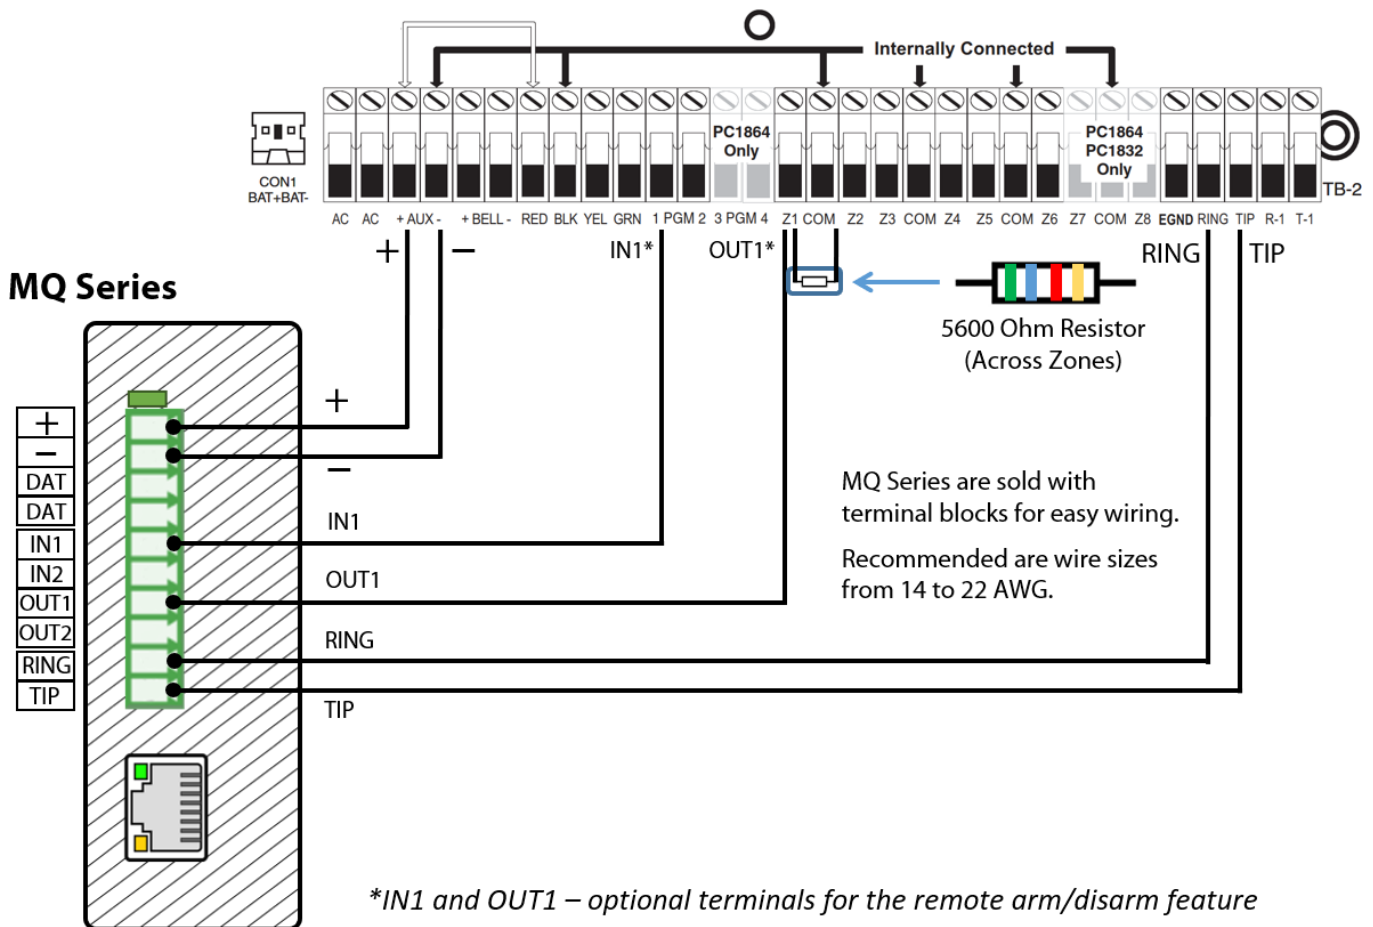 Internally Connected
PC1864
Only
PC1864
PC1832
Only
CON1
BAT+BAT-
TB-2
AC AC + AUX - + BELL - RED BLK YEL GRN 1 PGM 2 3 PGM 4 Z1 COM Z2 Z3 COM Z4 Z5 COM Z6 Z7 COM Z8 EGND RING TIP R-1 T-1
+ − IN1* OUT1* RING TIP
MQ Series
5600 Ohm Resistor
(Across Zones)
+
+
−
−
DAT
DAT
IN1
IN1
IN2
OUT1
OUT1
OUT2
RING
RING
TIP
TIP
MQ Series are sold with
terminal blocks for easy wiring.
Recommended are wire sizes
from 14 to 22 AWG.
*IN1 and OUT1 – optional terminals for the remote arm/disarm feature